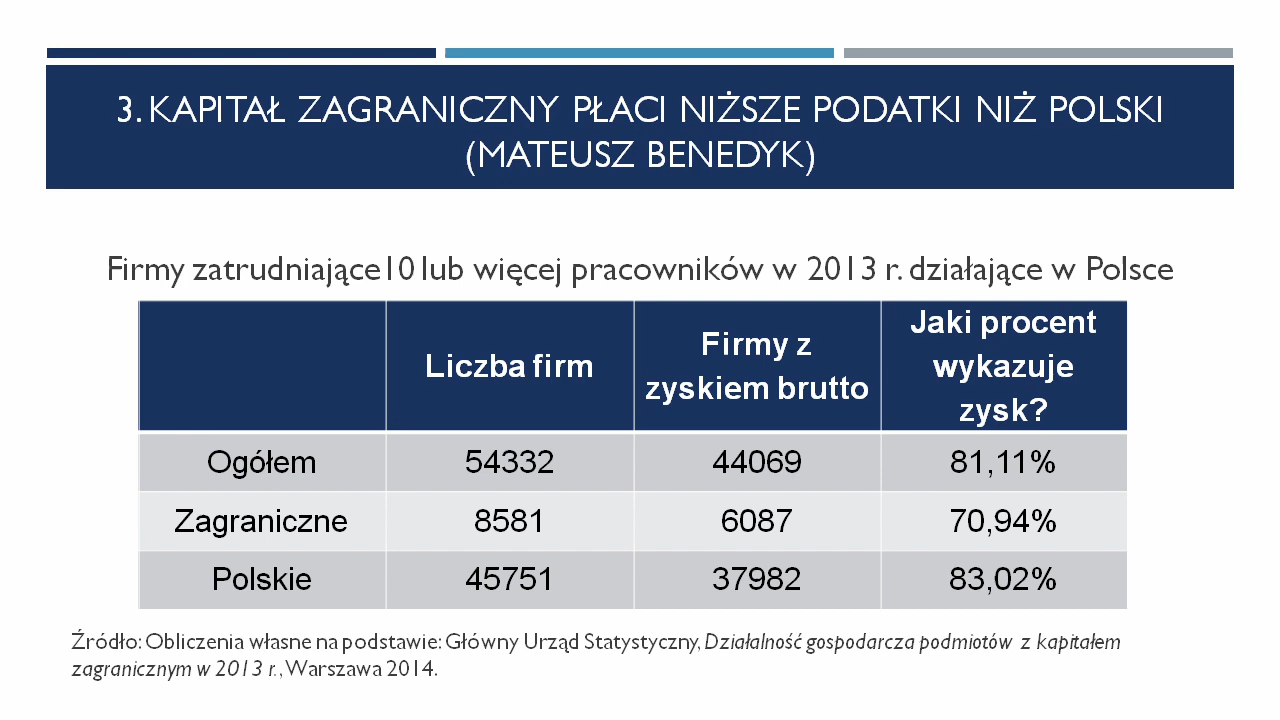 3. KAPITAŁ ZAGRANICZNY PŁACI NIŻSZE PODATKI NIŻ POLSKI
(MATEUSZ BENEDYK)
Firmy zatrudniające10 lub więcej pracowników w 2013 r. działające w Polsce
Liczba firm
Firmy z
zyskiem brutto
Jaki procent
wykazuje
zysk?
Ogółem 54332 44069 81,11%
Zagraniczne 8581 6087 70,94%
Polskie 45751 37982 83,02%
Źródło: Obliczenia własne na podstawie: Główny Urząd Statystyczny, Działalność gospodarcza podmiotów z kapitałem
zagranicznym w 2013 r., Warszawa 2014.